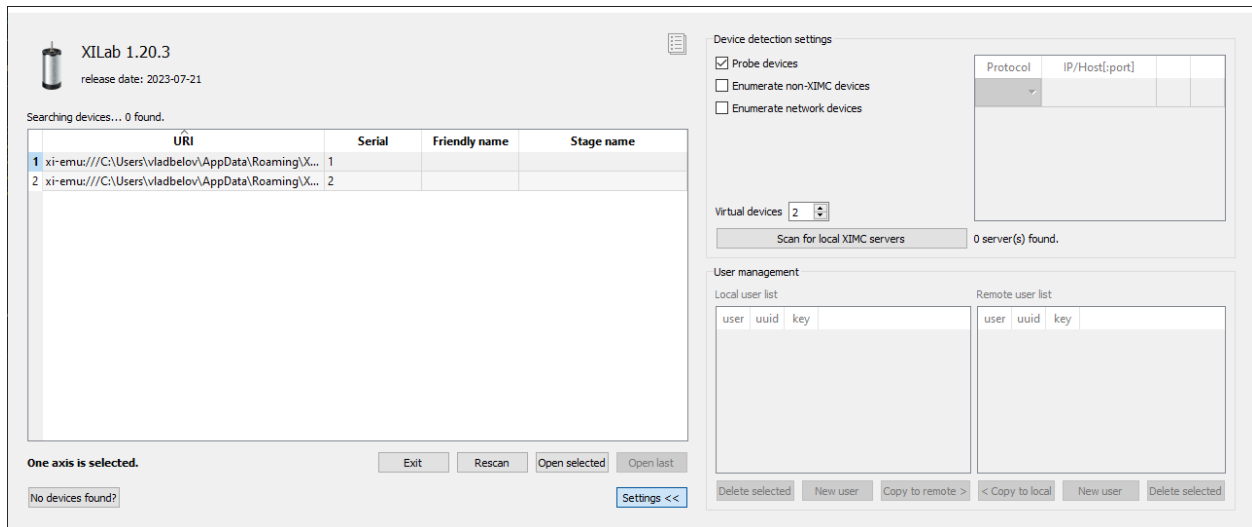 XILab 1.20.3
release date: 2023-07-21
Searching devices... 0 found.
URI Serial Friendly name Stage name
1 xi-emu:///C:\Users\vladbelov\AppData\Roaming\X... 1
2 xi-emu:///C:\Users\vladbelov\AppData\Roaming\X... 2
One axis is selected.
Exit Rescan Open selected Open last
No devices found? Settings <<
Device detection settings
Probe devices
Enumerate non-XIMC devices
Enumerate network devices
Protocol IP/Host[:port]
Virtual devices 2
Scan for local XIMC servers 0 server(s) found.
User management
Local user list Remote user list
user uuid key user uuid key
Delete selected New user Copy to remote > < Copy to local New user Delete selected